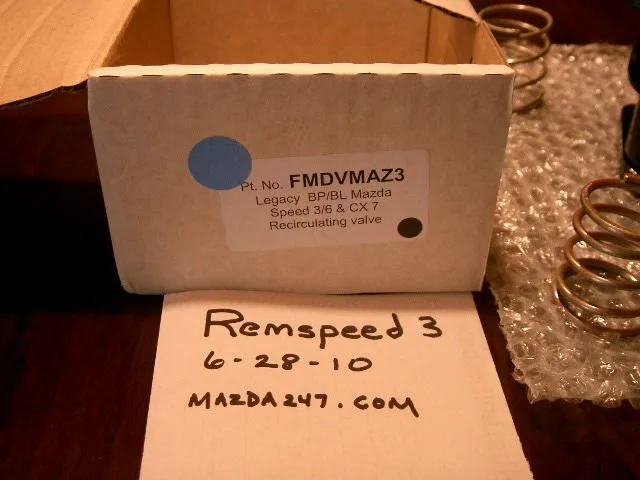 Pt. No. FMDVMAZ3
Legacy BP/BL Mazda
Speed 3/6 & CX 7
Recirculating valve
Remspeed 3
6-28-10
MAZDA247.COM